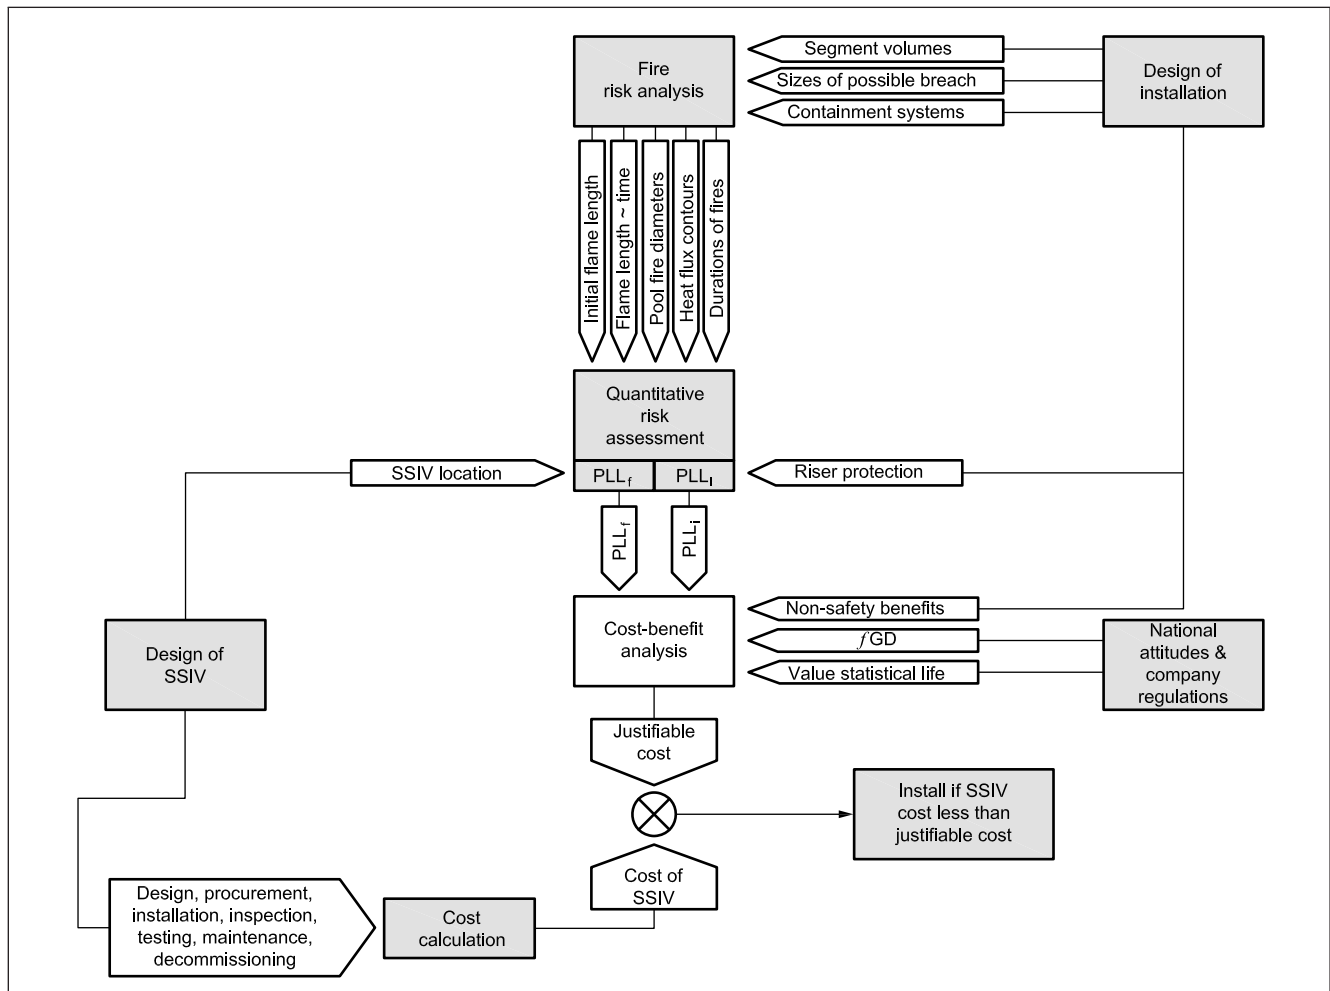 Fire
risk analysis
Segment volumes
Sizes of possible breach
Containment systems
Design of
installation
Initial flame length
Flame length ~ time
Pool fire diameters
Heat flux contours
Durations of fires
Quantitative
risk
assessment
PLLf
PLLI
SSIV location
Riser protection
PLLf
PLLi
Cost-benefit
analysis
Non-safety benefits
fGD
Value statistical life
National
attitudes &
company
regulations
Design of
SSIV
Justifiable
cost
Install if SSIV
cost less than
justifiable cost
Cost of
SSIV
Design, procurement,
installation, inspection,
testing, maintenance,
decommissioning
Cost
calculation